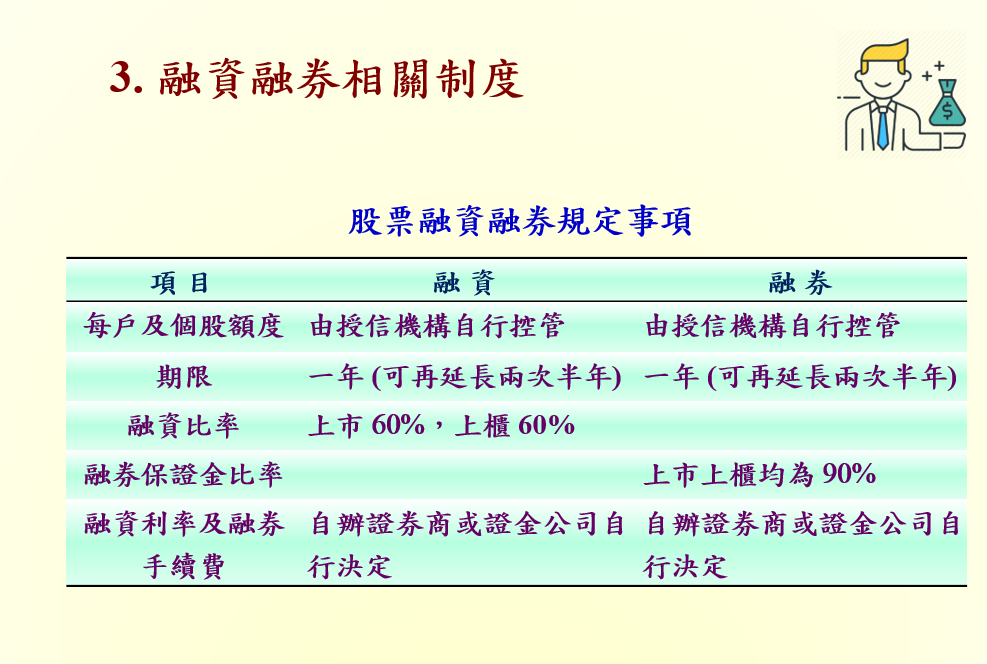 3. 融資融券相關制度
$
股票融資融券規定事項
項 目 融 資 融 券
每戶及個股額度 由授信機構自行控管 由授信機構自行控管
期限 一年 (可再延長兩次半年) 一年 (可再延長兩次半年)
融資比率 上市 60%，上櫃 60%
融券保證金比率 上市上櫃均為 90%
融資利率及融券 自辦證券商或證金公司自 自辦證券商或證金公司自
手續費 行決定 行決定